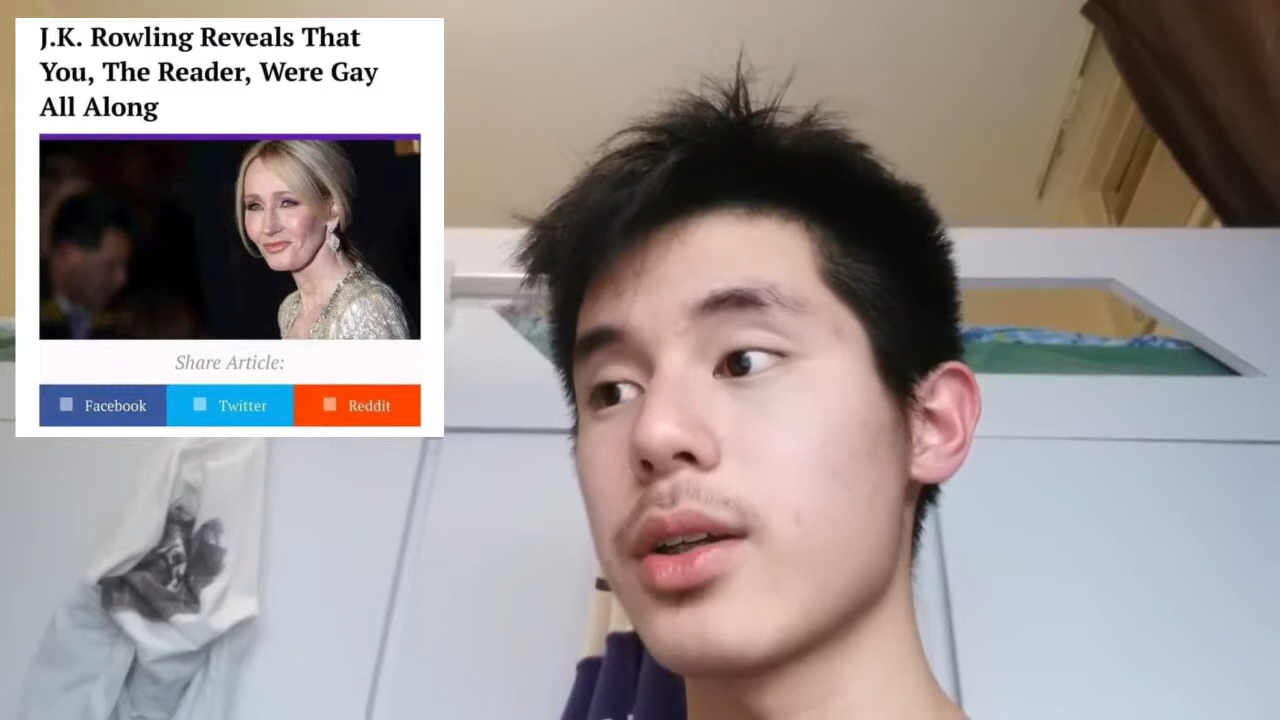 J.K. Rowling Reveals That
You, The Reader, Were Gay
All Along
Share Article:
Facebook Twitter Reddit